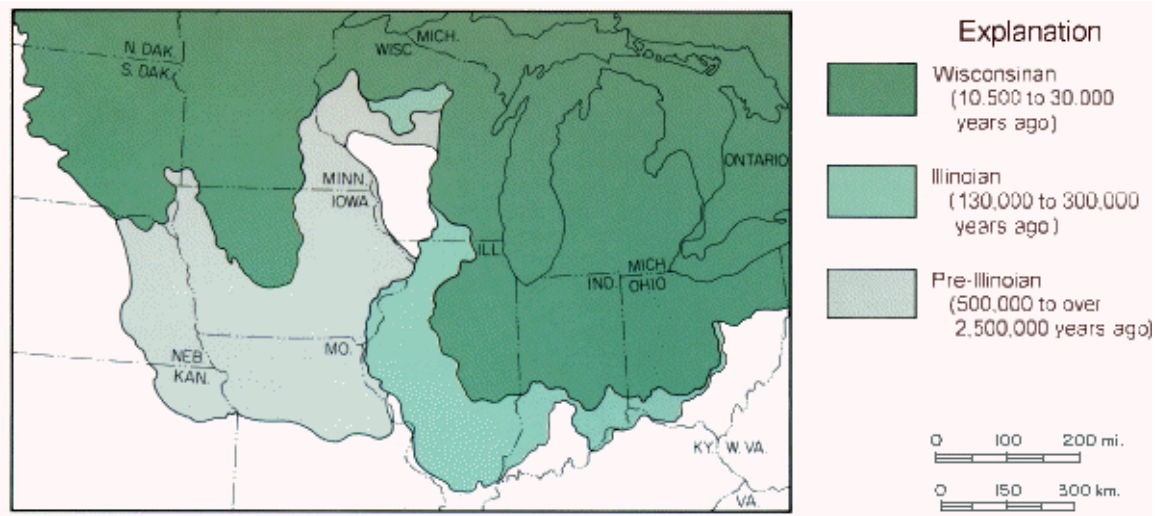 N. DAK.
S. DAK.
WISC.
MICH.
ONTARIO
MINN.
IOWA
ILL.
IND.
MICH.
OHIO
MO.
NEB.
KAN.
KY.
W. VA.
VA.
Explanation
Wisconsinan
(10.500 to 30.000
years ago)
Illinoian
(130,000 to 300,000
years ago)
Pre-Illinoian
(500,000 to over
2,500,000 years ago)
0 100 200 mi.
0 150 300 km.